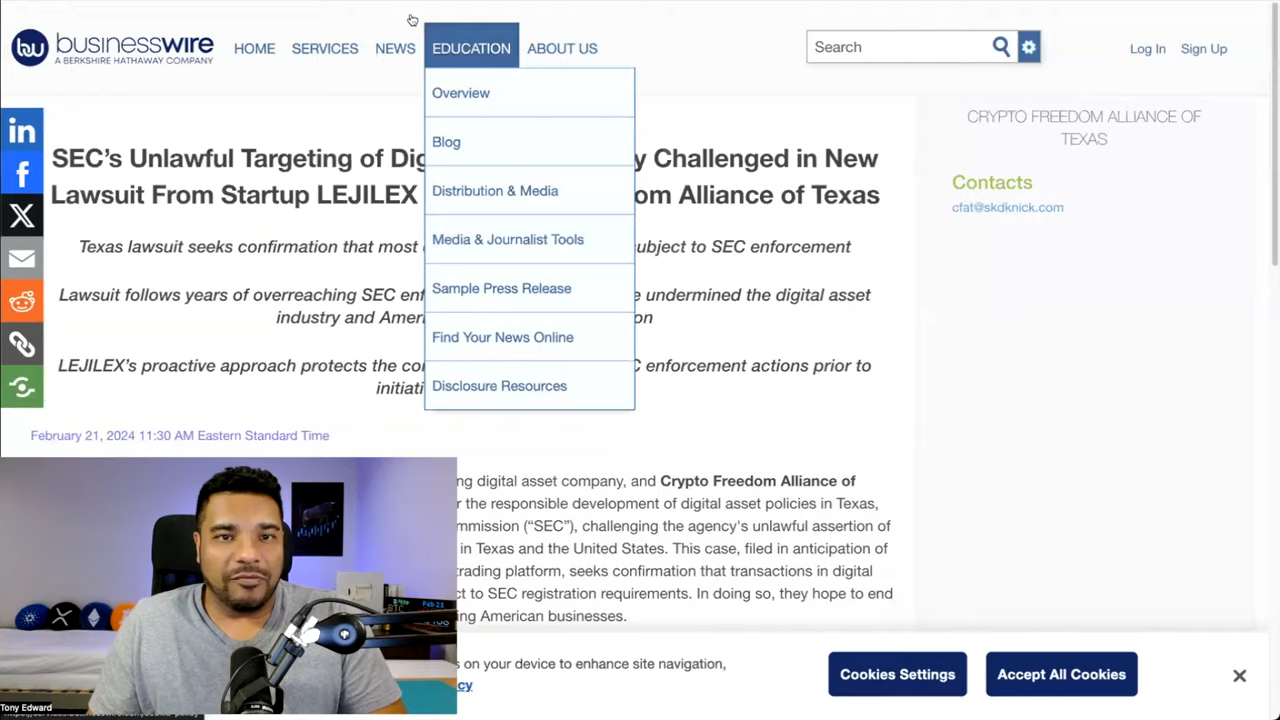 businesswire
A BERKSHIRE HATHAWAY COMPANY
HOME SERVICES NEWS EDUCATION ABOUT US
Search
Log In Sign Up
Overview
Blog
Distribution & Media
Media & Journalist Tools
Sample Press Release
Find Your News Online
Disclosure Resources
CRYPTO FREEDOM ALLIANCE OF
TEXAS
Contacts
cfat@skdknick.com
SEC's Unlawful Targeting of Dig y Challenged in New
Lawsuit From Startup LEJILEX om Alliance of Texas
Texas lawsuit seeks confirmation that most ubject to SEC enforcement
Lawsuit follows years of overreaching SEC enf e undermined the digital asset
industry and Ameri on
LEJILEX's proactive approach protects the co C enforcement actions prior to
initiati
February 21, 2024 11:30 AM Eastern Standard Time
ng digital asset company, and Crypto Freedom Alliance of
r the responsible development of digital asset policies in Texas,
mmission ("SEC"), challenging the agency's unlawful assertion of
in Texas and the United States. This case, filed in anticipation of
trading platform, seeks confirmation that transactions in digital
ct to SEC registration requirements. In doing so, they hope to end
ing American businesses.
s on your device to enhance site navigation,
cy
Cookies Settings
Accept All Cookies
BTC
Feb 21
Tony Edward